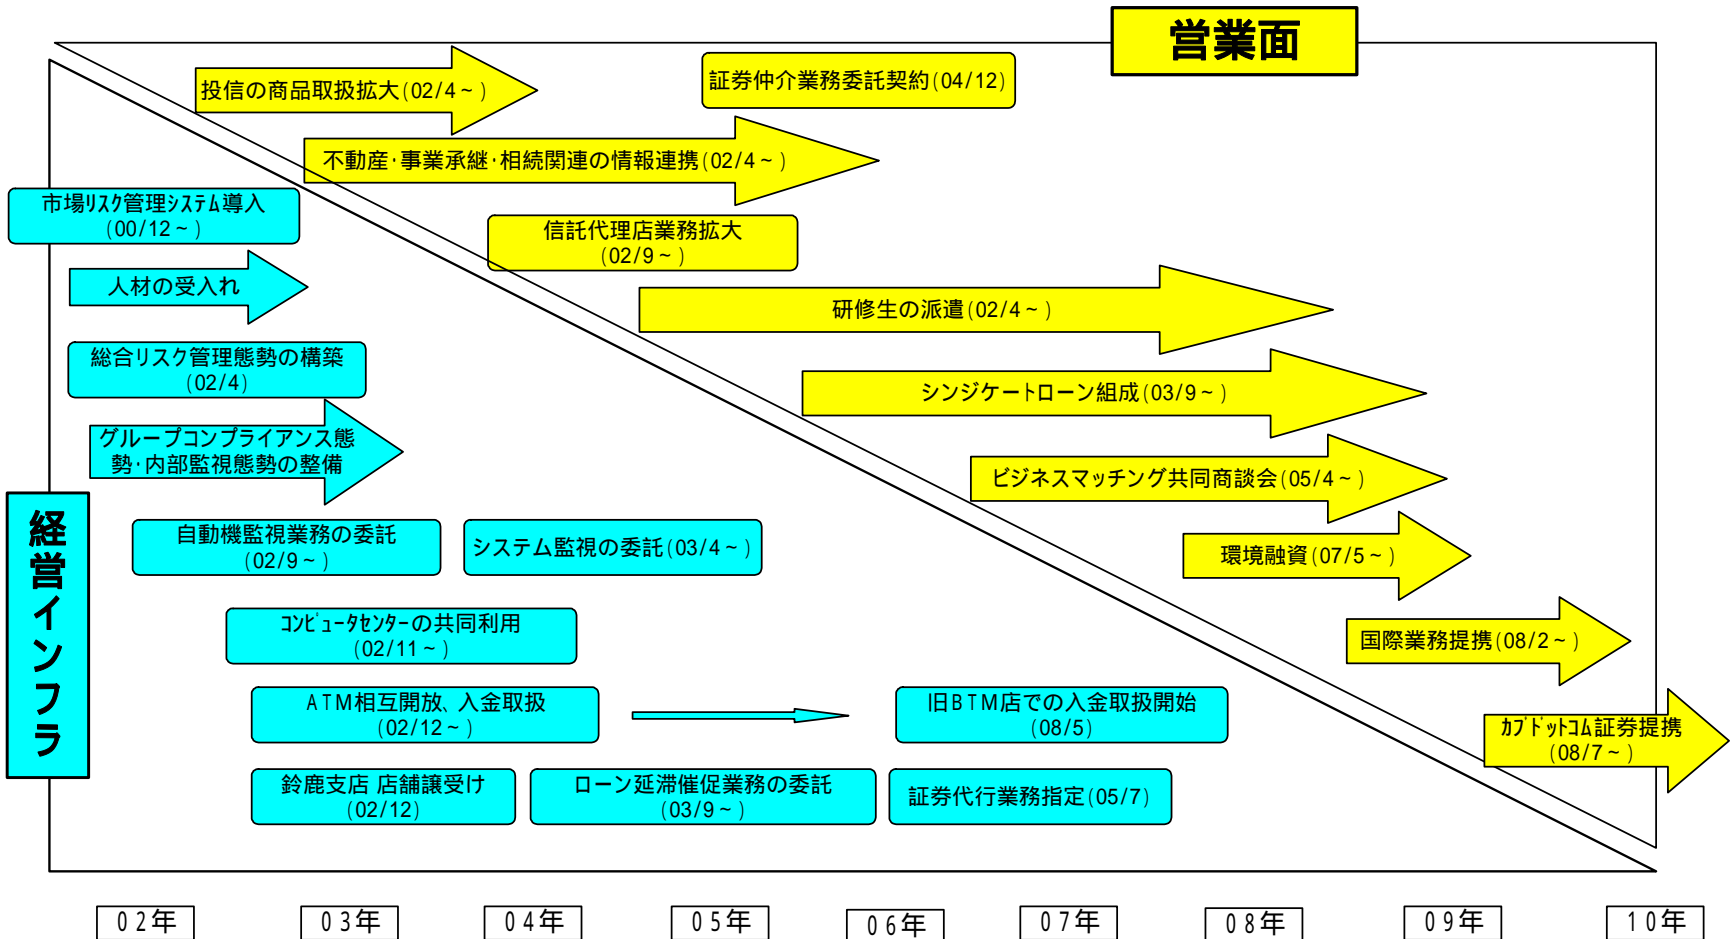 営業面
投信の商品取扱拡大(02/4~)
証券仲介業務委託契約(04/12)
不動産・事業承継・相続関連の情報連携(02/4~)
市場リスク管理システム導入
(00/12~)
信託代理店業務拡大
(02/9~)
人材の受入れ
研修生の派遣(02/4~)
総合リスク管理態勢の構築
(02/4)
シンジケートローン組成(03/9~)
グループコンプライアンス態
勢・内部監視態勢の整備
ビジネスマッチング共同商談会(05/4~)
経営インフラ
自動機監視業務の委託
(02/9~)
システム監視の委託(03/4~)
環境融資(07/5~)
コンピュータセンターの共同利用
(02/11~)
国際業務提携(08/2~)
ATM相互開放、入金取扱
(02/12~)
旧BTM店での入金取扱開始
(08/5)
カブドットコム証券提携
(08/7~)
鈴鹿支店 店舗譲受け
(02/12)
ローン延滞催促業務の委託
(03/9~)
証券代行業務指定(05/7)
02年
03年
04年
05年
06年
07年
08年
09年
10年